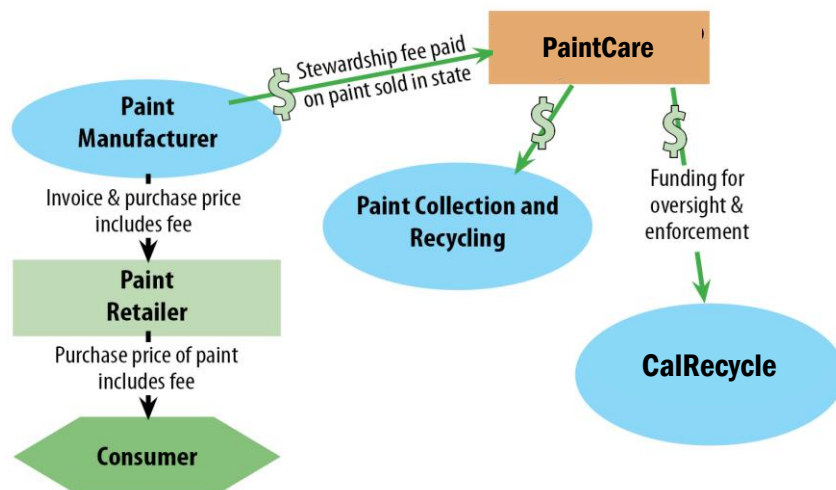 PaintCare
Stewardship fee paid
on paint sold in state
$
Paint
Manufacturer
$
$
Invoice & purchase price
includes fee
Paint Collection and
Recycling
Funding for
oversight &
enforcement
Paint
Retailer
Purchase price of paint
includes fee
CalRecycle
Consumer